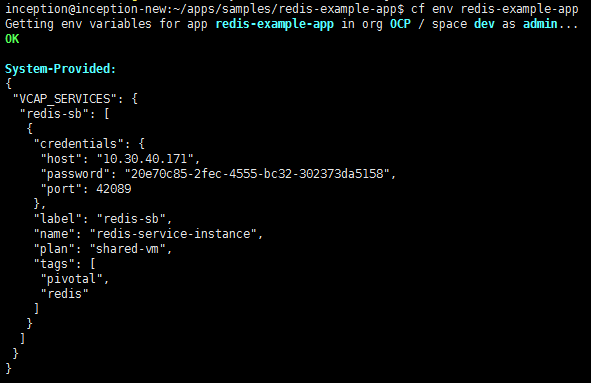 inception@inception-new:~/apps/samples/redis-example-app$ cf env redis-example-app
Getting env variables for app redis-example-app in org OCP / space dev as admin...
OK

System-Provided:
{
 "VCAP_SERVICES": {
  "redis-sb": [
   {
    "credentials": {
     "host": "10.30.40.171",
     "password": "20e70c85-2fec-4555-bc32-302373da5158",
     "port": 42089
    },
    "label": "redis-sb",
    "name": "redis-service-instance",
    "plan": "shared-vm",
    "tags": [
     "pivotal",
     "redis"
    ]
   }
  ]
 }
}